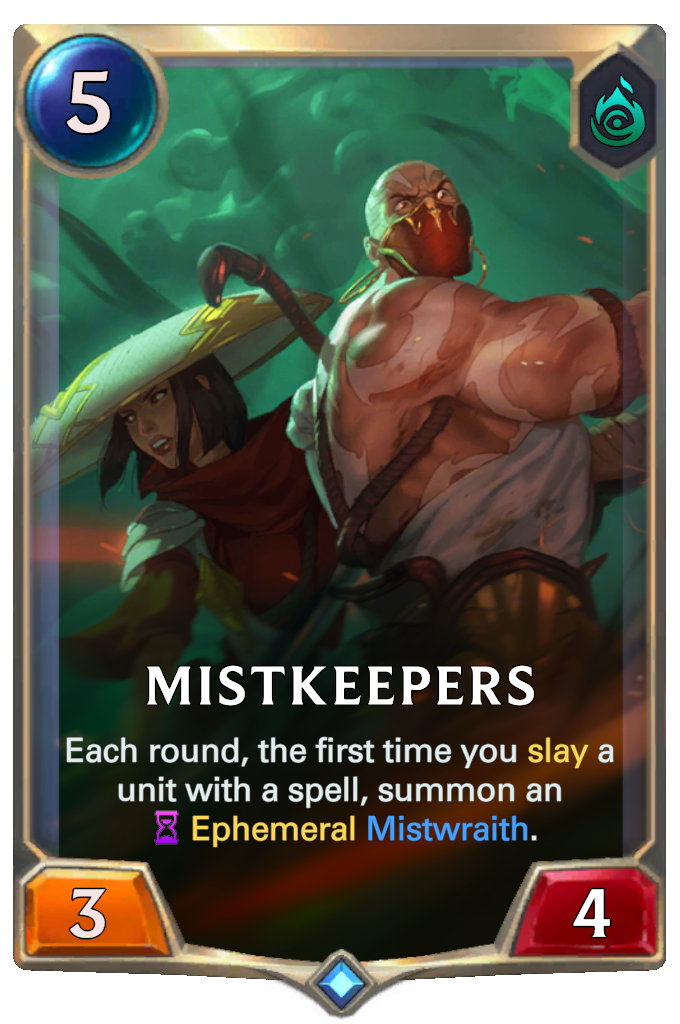 5
MISTKEEPERS
Each round, the first time you slay a
unit with a spell, summon an
Ephemeral Mistwraith.
3 4